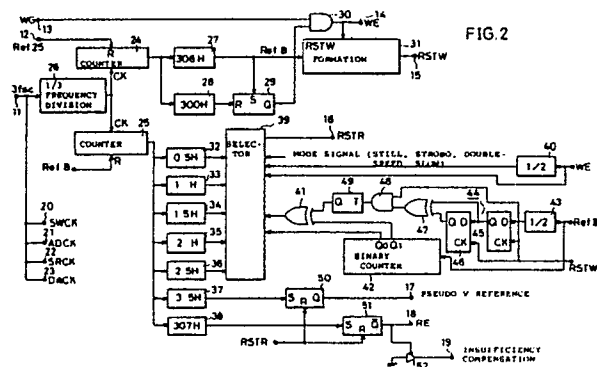 FIG.2
WG
13
12
Ref 25
30
14
WE
24
R
COUNTER
CK
27
306H
Ref B
RSTW
FORMATION
31
RSTW
15
26
1/3
FREQUENCY
DIVISION
3fsc
11
28
300H
29
R
S
Q
CK
25
COUNTER
R
Ref B
39
SELEC-
TOR
16
RSTR
32
0.5H
MODE SIGNAL (STILL, STROBO, DOUBLE-
SPEED
40
1/2
WE
33
1 H
34
1 5H
35
2 H
36
2 5H
41
49
Q T
48
47
44
Q D
CK
46
45
Q D
CK
43
1/2
Ref B
RSTW
Q0 Q1
BINARY
COUNTER
42
20
SWCK
21
ADCK
22
SRCK
23
DACK
37
3 5H
50
S R Q
17
PSEUDO V REFERENCE
38
307H
51
S R Q
18
RE
RSTR
52
19
INSUFFICIENCY
COMPENSATION